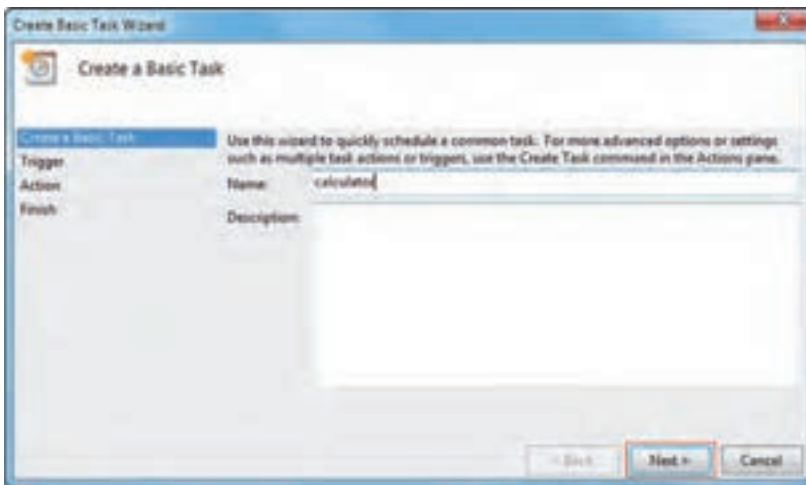 Create Basic Task Wizard
Create a Basic Task
Create a Basic Task
Trigger
Action
Finish
Use this wizard to quickly schedule a common task. For more advanced options or settings
such as multiple task actions or triggers, use the Create Task command in the Actions pane.
Name: calculator
Description:
< Back Next > Cancel